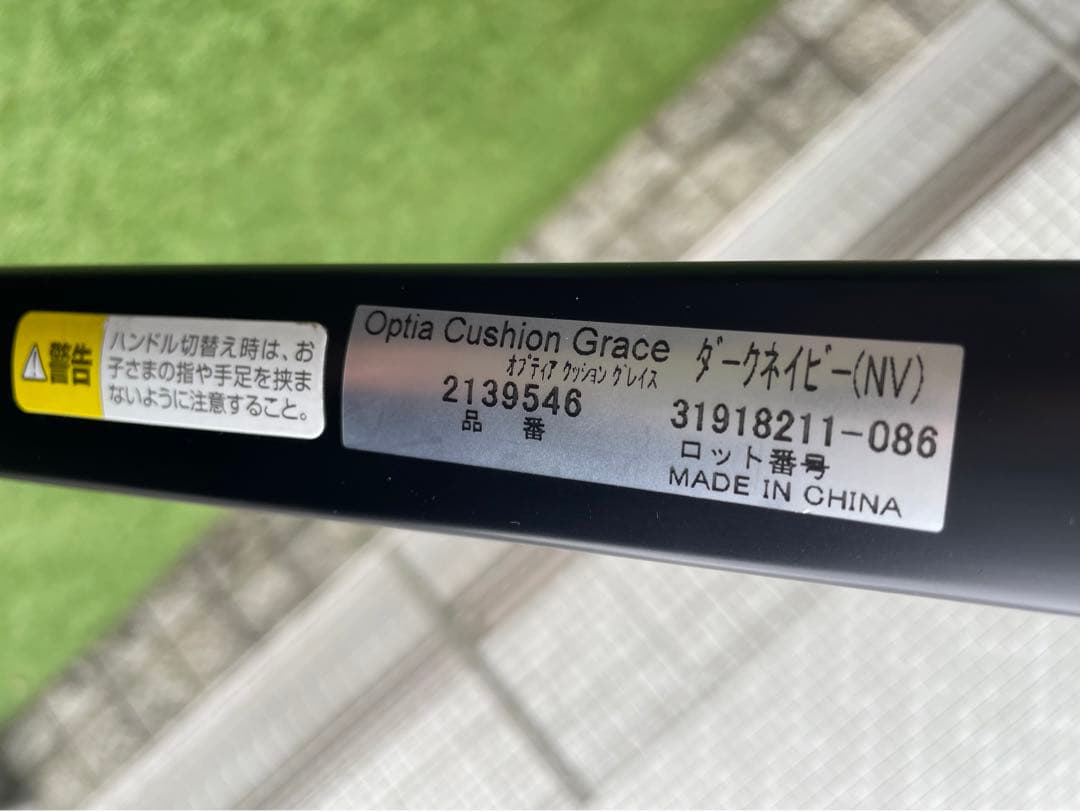 警告
ハンドル切替え時は、お
子さまの指や手足を挟ま
ないように注意すること。
Optia Cushion Grace
オプティア クッション グレイス
2139546
品番
ダークネイビー(NV)
31918211-086
ロット番号
MADE IN CHINA